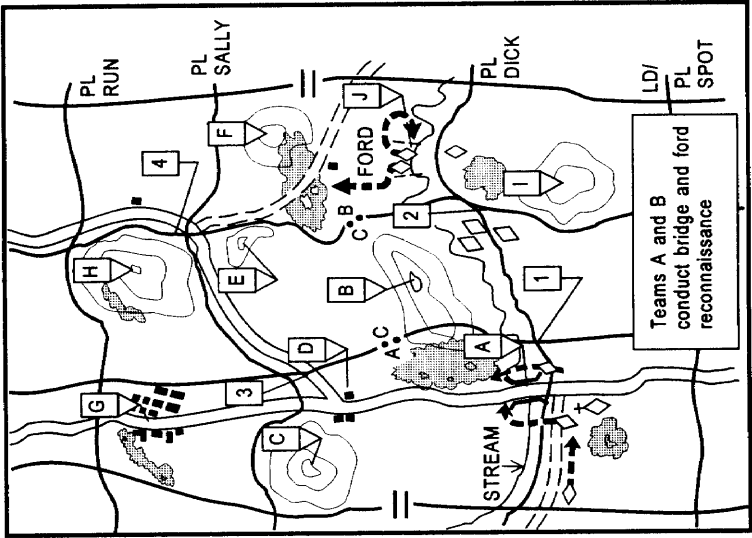 PL
RUN
PL
SALLY
PL
DICK
LD/
PL
SPOT
4
F
J
FORD
H
E
B
C
2
I
B
D
C
A
1
G
3
A
C
STREAM
Teams A and B
conduct bridge and ford
reconnaissance